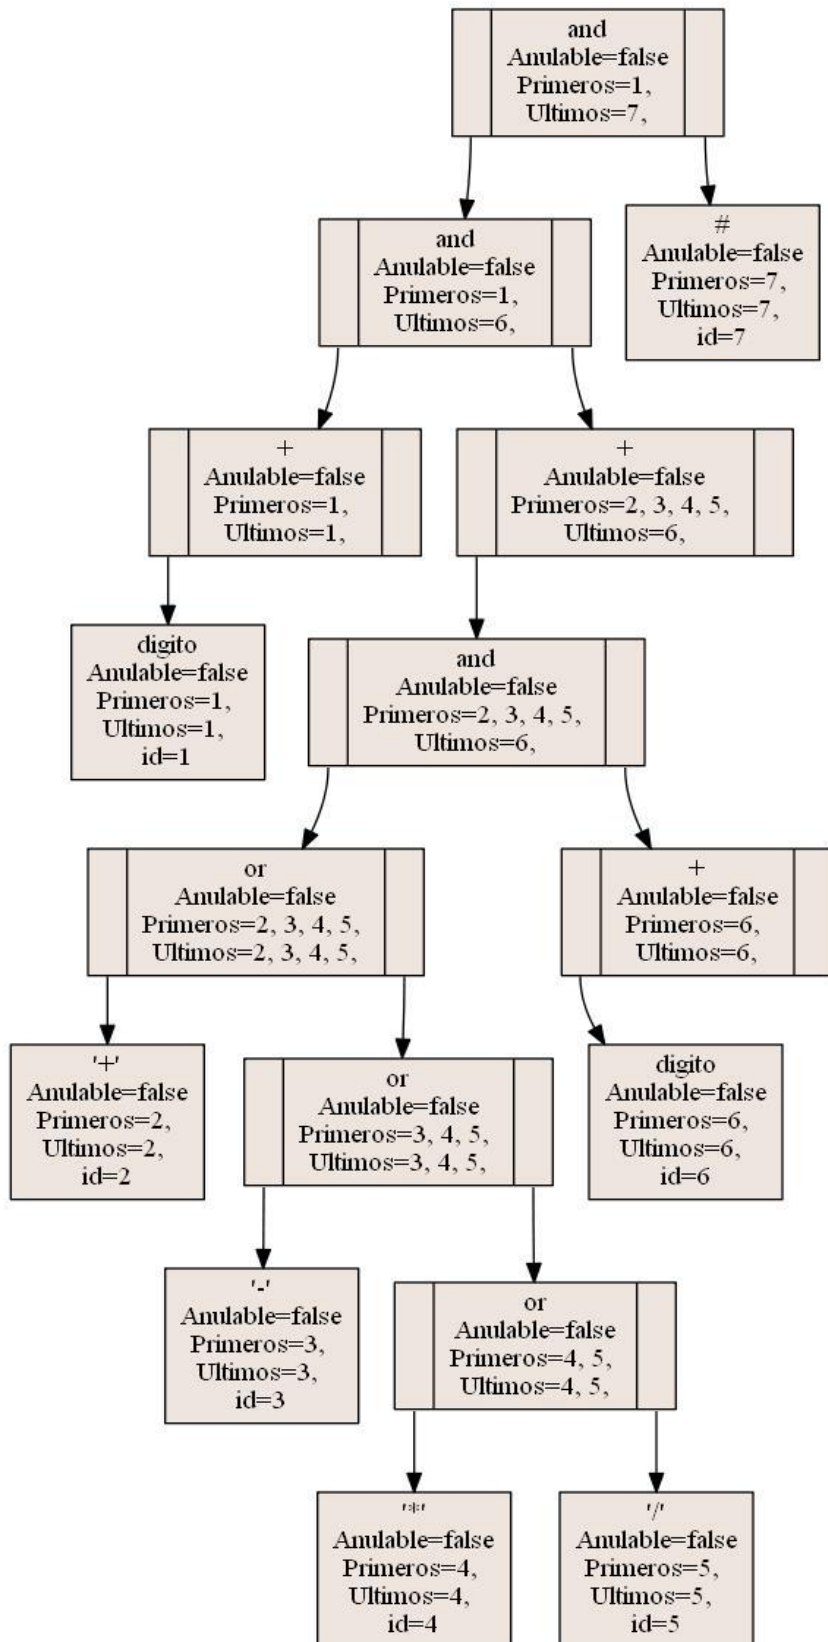 and
Anulable=false
Primeros=1,
Ultimos=7,
#
Anulable=false
Primeros=7,
Ultimos=7,
id=7
and
Anulable=false
Primeros=1,
Ultimos=6,
+
Anulable=false
Primeros=1,
Ultimos=1,
+
Anulable=false
Primeros=2, 3, 4, 5,
Ultimos=6,
digito
Anulable=false
Primeros=1,
Ultimos=1,
id=1
and
Anulable=false
Primeros=2, 3, 4, 5,
Ultimos=6,
or
Anulable=false
Primeros=2, 3, 4, 5,
Ultimos=2, 3, 4, 5,
+
Anulable=false
Primeros=6,
Ultimos=6,
'+'
Anulable=false
Primeros=2,
Ultimos=2,
id=2
or
Anulable=false
Primeros=3, 4, 5,
Ultimos=3, 4, 5,
digito
Anulable=false
Primeros=6,
Ultimos=6,
id=6
'-'
Anulable=false
Primeros=3,
Ultimos=3,
id=3
or
Anulable=false
Primeros=4, 5,
Ultimos=4, 5,
'*'
Anulable=false
Primeros=4,
Ultimos=4,
id=4
'/'
Anulable=false
Primeros=5,
Ultimos=5,
id=5